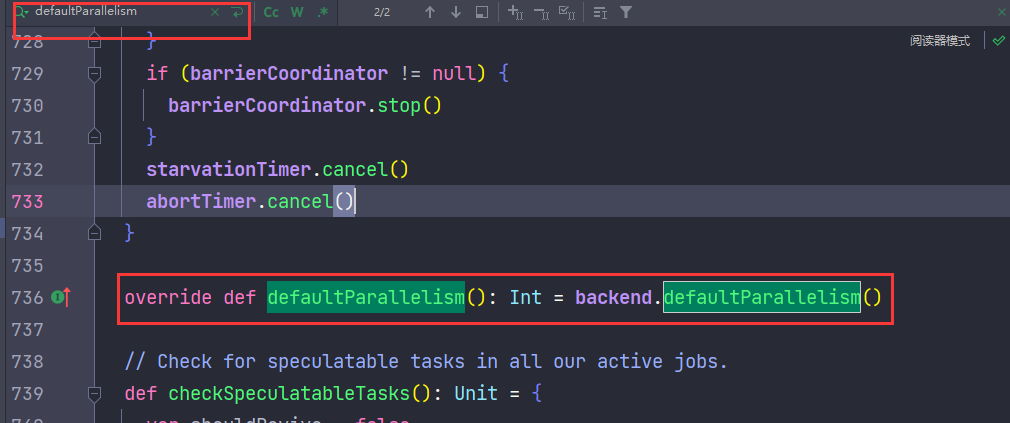 defaultParallelism Cc W .* 2/2
阅读器模式
728 }
729 if (barrierCoordinator != null) {
730 barrierCoordinator.stop()
731 }
732 starvationTimer.cancel()
733 abortTimer.cancel()
734 }
735
736 override def defaultParallelism(): Int = backend.defaultParallelism()
737
738 // Check for speculatable tasks in all our active jobs.
739 def checkSpeculatableTasks(): Unit = {